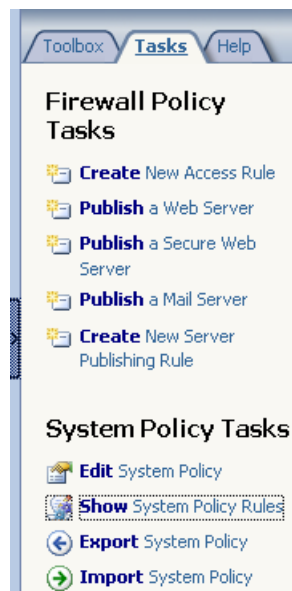 Toolbox Tasks Help
Firewall Policy
Tasks
Create New Access Rule
Publish a Web Server
Publish a Secure Web
Server
Publish a Mail Server
Create New Server
Publishing Rule
System Policy Tasks
Edit System Policy
Show System Policy Rules
Export System Policy
Import System Policy